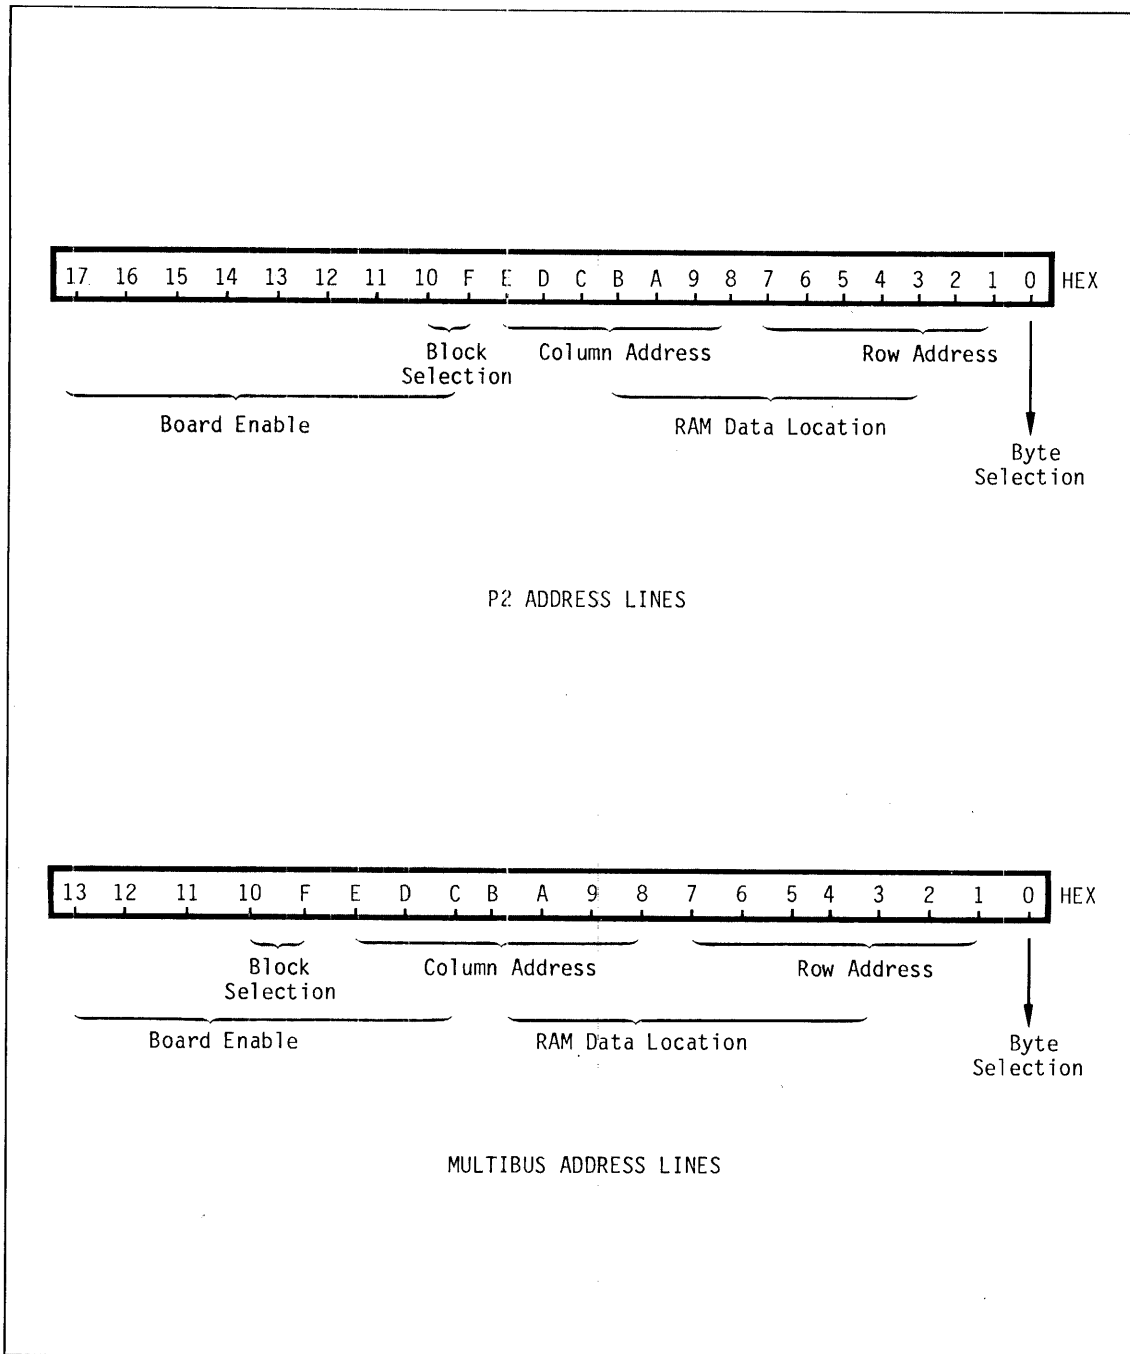 17 16 15 14 13 12 11 10 F E D C B A 9 8 7 6 5 4 3 2 1 0 HEX
Block Selection
Column Address
Row Address
Board Enable
RAM Data Location
Byte Selection
P2 ADDRESS LINES
13 12 11 10 F E D C B A 9 8 7 6 5 4 3 2 1 0 HEX
Block Selection
Column Address
Row Address
Board Enable
RAM Data Location
Byte Selection
MULTIBUS ADDRESS LINES